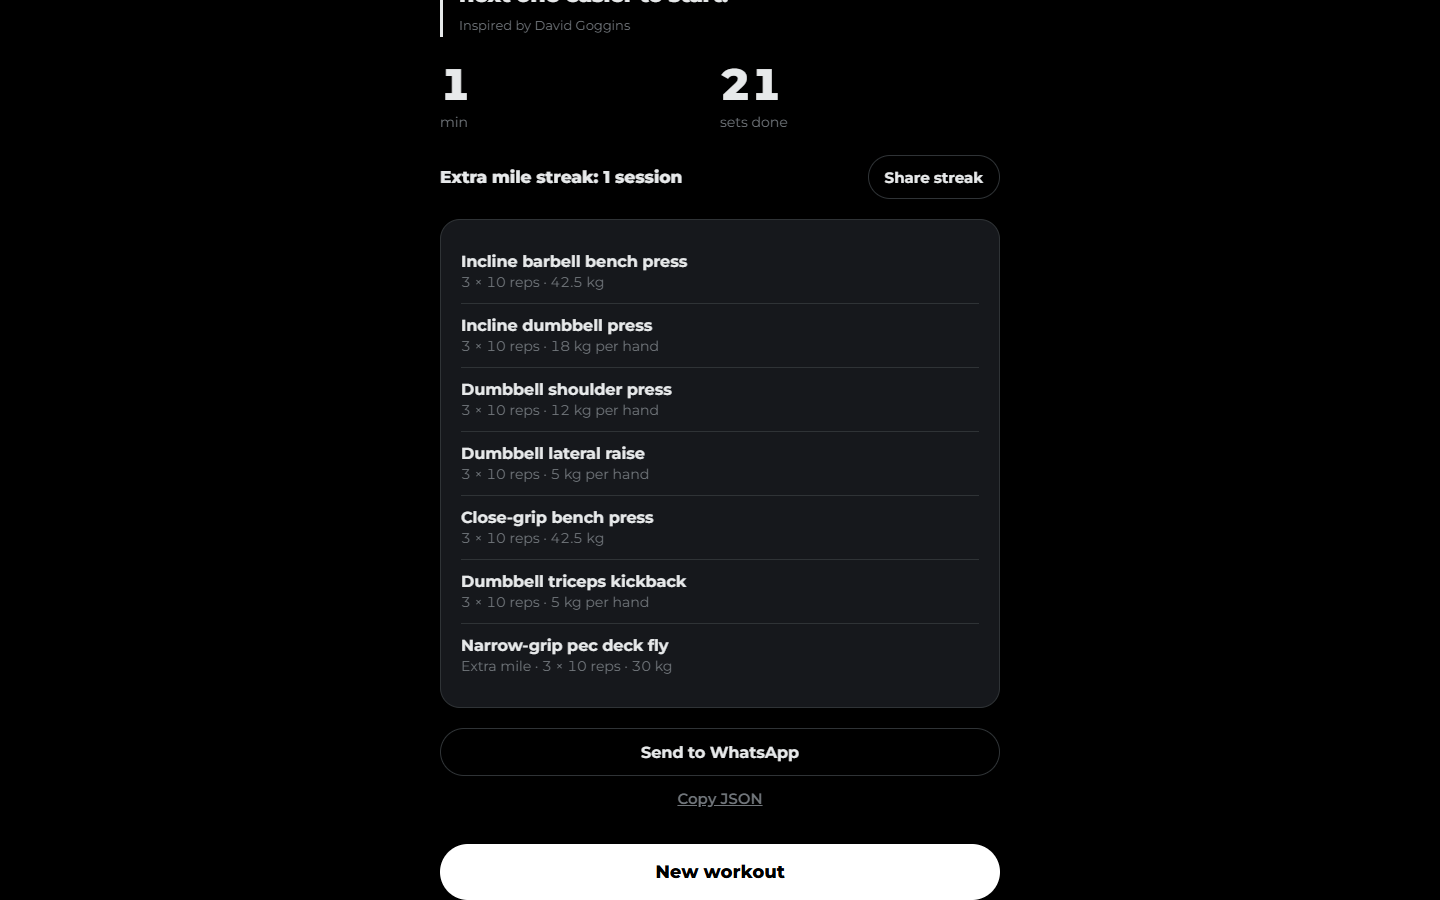 next one easier to start.
Inspired by David Goggins
1
min
21
sets done
Extra mile streak: 1 session
Share streak
Incline barbell bench press
3 × 10 reps · 42.5 kg
Incline dumbbell press
3 × 10 reps · 18 kg per hand
Dumbbell shoulder press
3 × 10 reps · 12 kg per hand
Dumbbell lateral raise
3 × 10 reps · 5 kg per hand
Close-grip bench press
3 × 10 reps · 42.5 kg
Dumbbell triceps kickback
3 × 10 reps · 5 kg per hand
Narrow-grip pec deck fly
Extra mile · 3 × 10 reps · 30 kg
Send to WhatsApp
Copy JSON
New workout